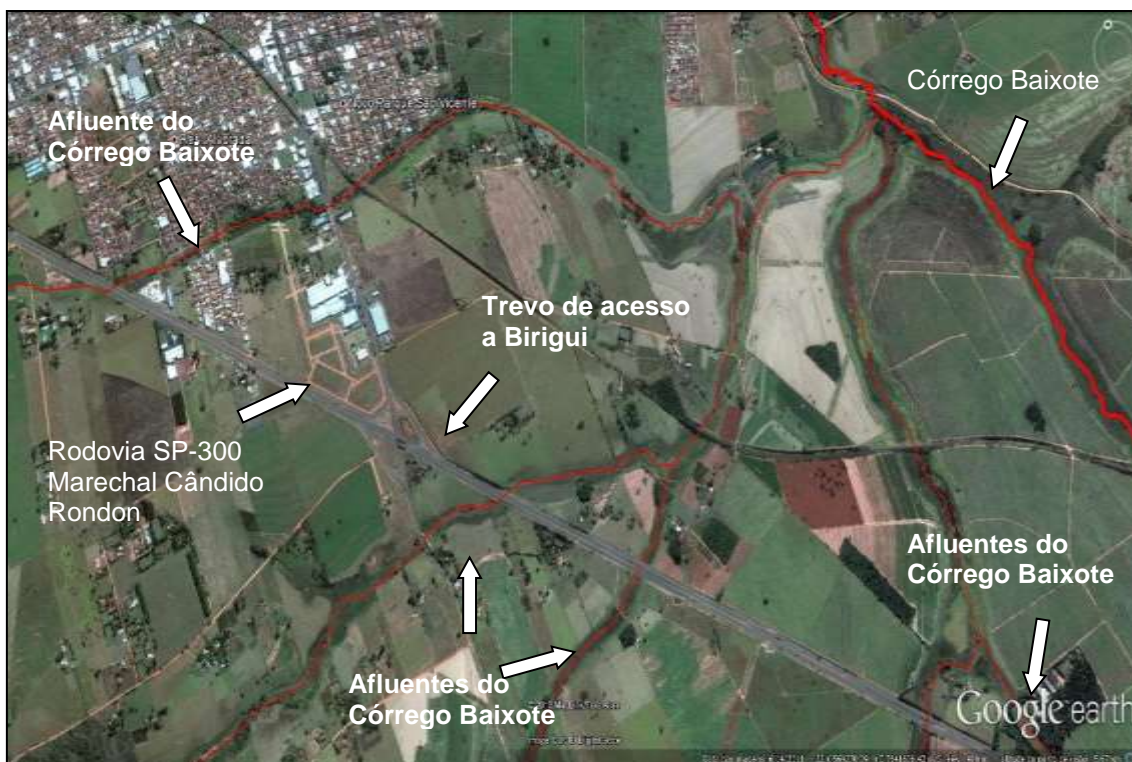 Córrego Baixote
Afluente do
Córrego Baixote
Trevo de acesso
a Birigui
Rodovia SP-300
Marechal Cândido
Rondon
Afluentes do
Córrego Baixote
Afluentes do
Córrego Baixote
Google earth